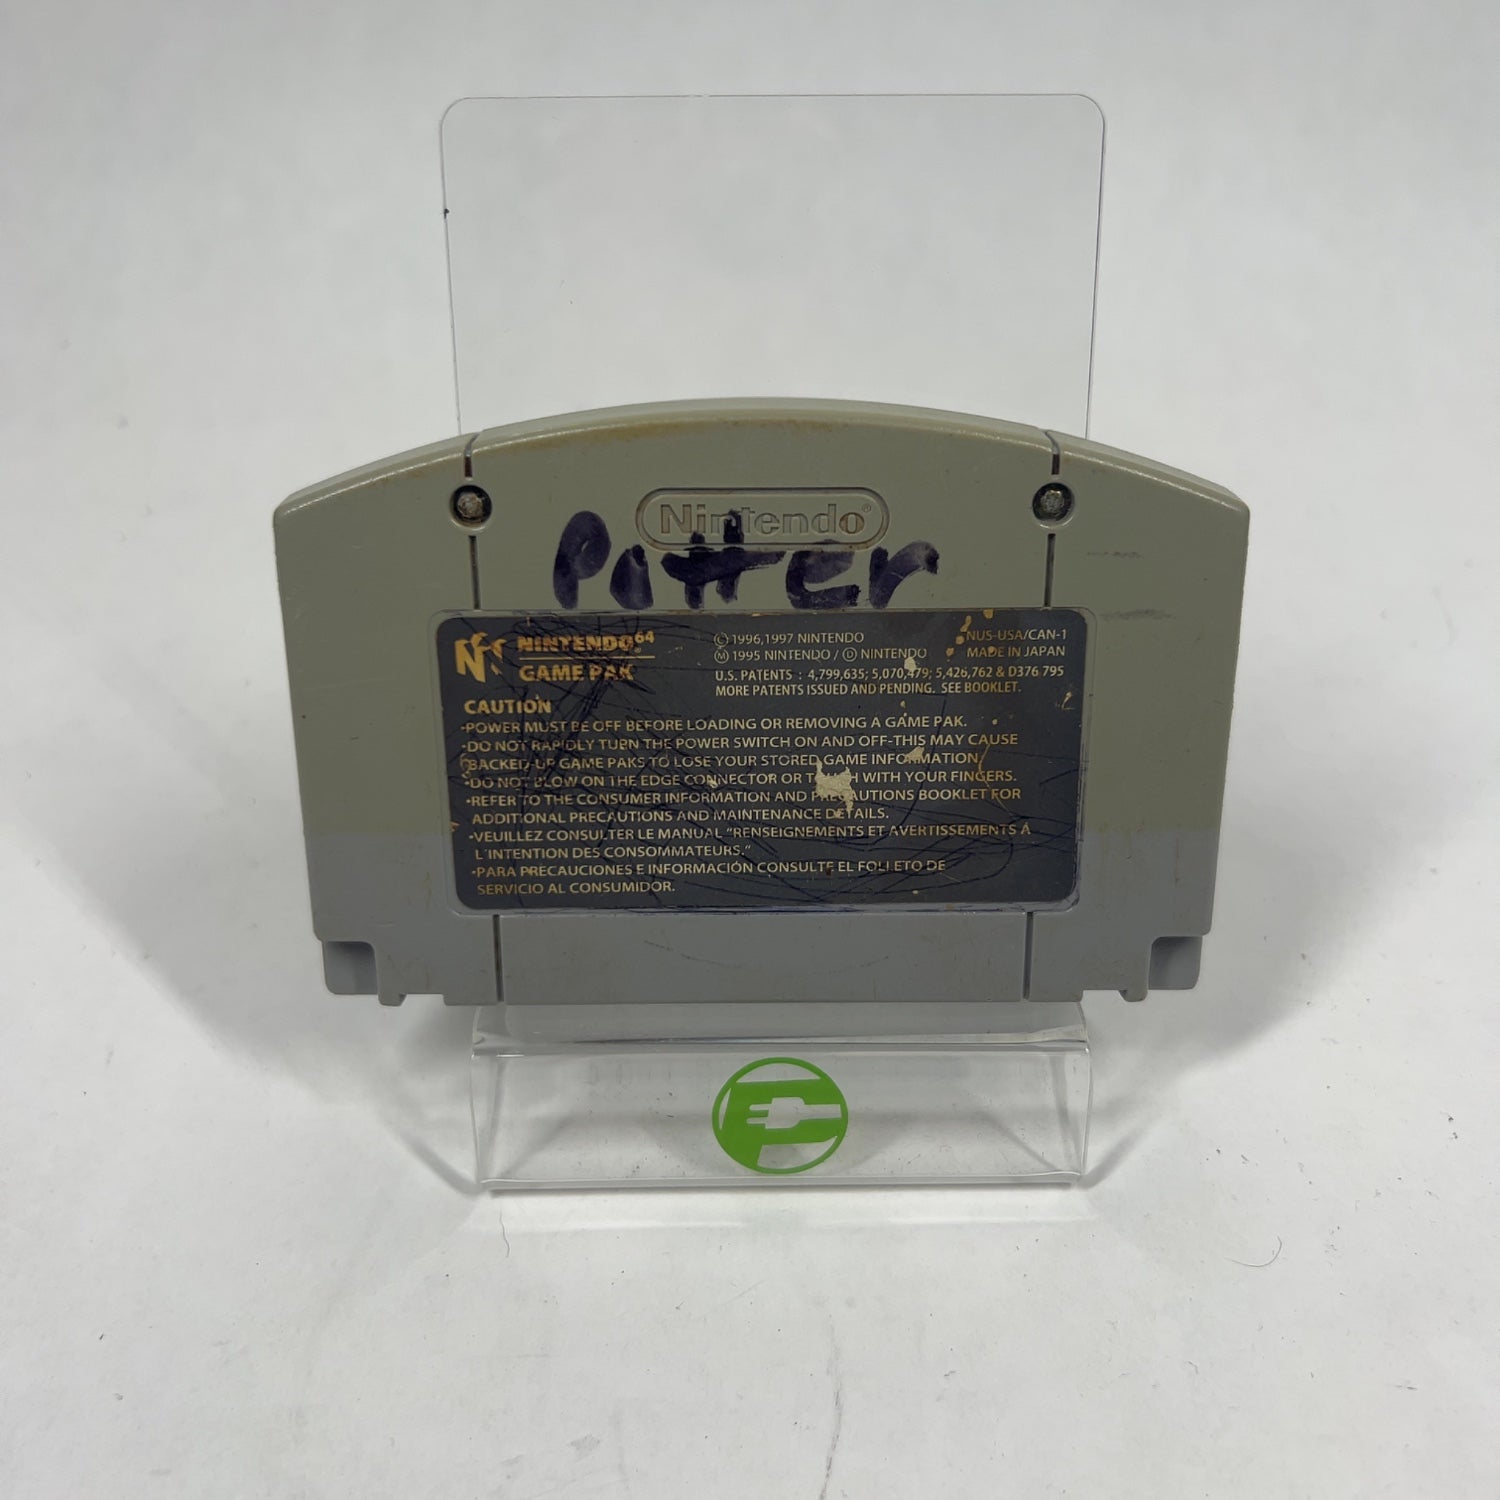 Nintendo®
Potter
NINTENDO64
GAME PAK
©1996,1997 NINTENDO
Ⓜ 1995 NINTENDO / Ⓓ NINTENDO
NUS-USA/CAN-1
MADE IN JAPAN
U.S. PATENTS : 4,799,635; 5,070,479; 5,426,762 & D376 795
MORE PATENTS ISSUED AND PENDING. SEE BOOKLET.
CAUTION
•POWER MUST BE OFF BEFORE LOADING OR REMOVING A GAME PAK.
•DO NOT RAPIDLY TURN THE POWER SWITCH ON AND OFF-THIS MAY CAUSE
BACKED-UP GAME PAKS TO LOSE YOUR STORED GAME INFORMATION
•DO NOT BLOW ON THE EDGE CONNECTOR OR WITH YOUR FINGERS.
•REFER TO THE CONSUMER INFORMATION AND PRECAUTIONS BOOKLET FOR
ADDITIONAL PRECAUTIONS AND MAINTENANCE DETAILS.
•VEUILLEZ CONSULTER LE MANUAL "RENSEIGNEMENTS ET AVERTISSEMENTS Á
L'INTENTION DES CONSOMMATEURS."
•PARA PRECAUCIONES E INFORMACIÓN CONSULTE EL FOLLETO DE
SERVICIO AL CONSUMIDOR.